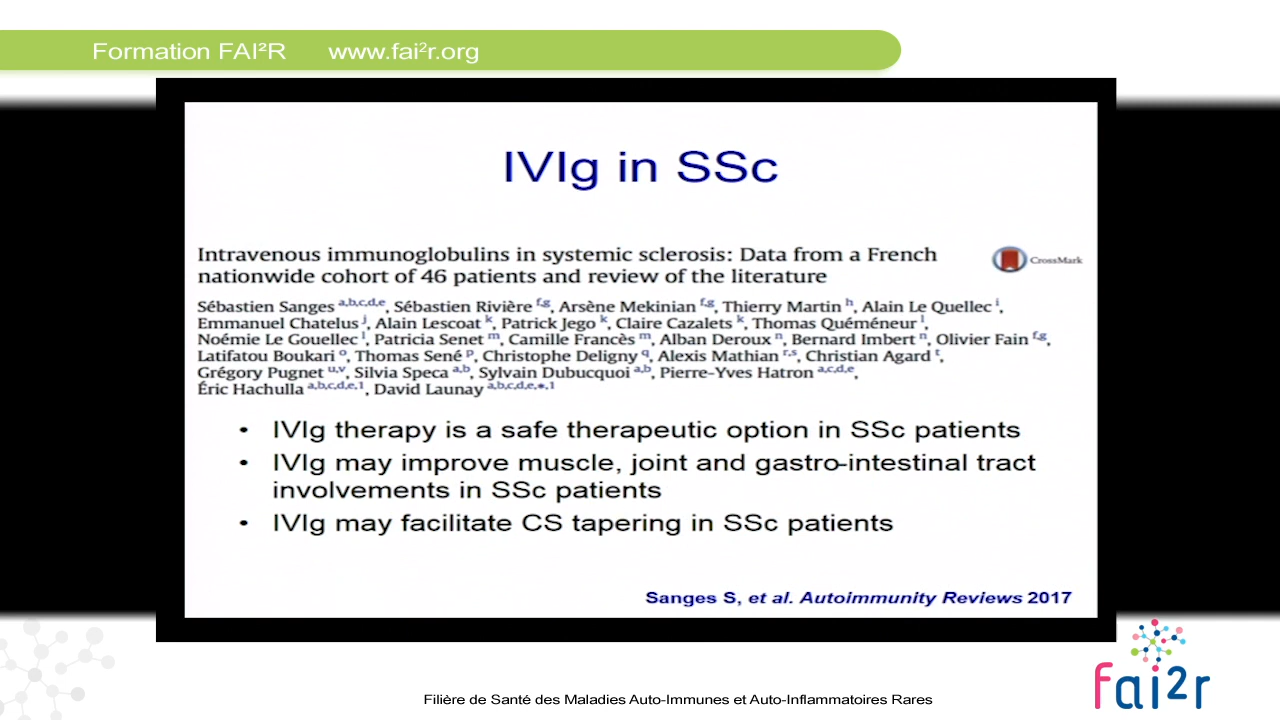 Formation FAI²R www.fai²r.org
IVIg in SSc
Intravenous immunoglobulins in systemic sclerosis: Data from a French
nationwide cohort of 46 patients and review of the literature
CrossMark
Sébastien Sanges a,b,c,d,e, Sébastien Rivière f,g, Arsène Mekinian f,g, Thierry Martin h, Alain Le Quellec i,
Emmanuel Chatelus j, Alain Lescoat k, Patrick Jego k, Claire Cazalets k, Thomas Quéméneur l,
Noémie Le Gouellec l, Patricia Senet m, Camille Francès m, Alban Deroux n, Bernard Imbert n, Olivier Fain f,g,
Latifatou Boukari o, Thomas Sené p, Christophe Deligny q, Alexis Mathian r,s, Christian Agard t,
Grégory Pugnet u,v, Silvia Speca a,b, Sylvain Dubucquoi a,b, Pierre-Yves Hatron a,c,d,e,
Éric Hachulla a,b,c,d,e,1, David Launay a,b,c,d,e,*,1
• IVIg therapy is a safe therapeutic option in SSc patients
• IVIg may improve muscle, joint and gastro-intestinal tract
involvements in SSc patients
• IVIg may facilitate CS tapering in SSc patients
Sanges S, et al. Autoimmunity Reviews 2017
Filière de Santé des Maladies Auto-Immunes et Auto-Inflammatoires Rares
fai2r